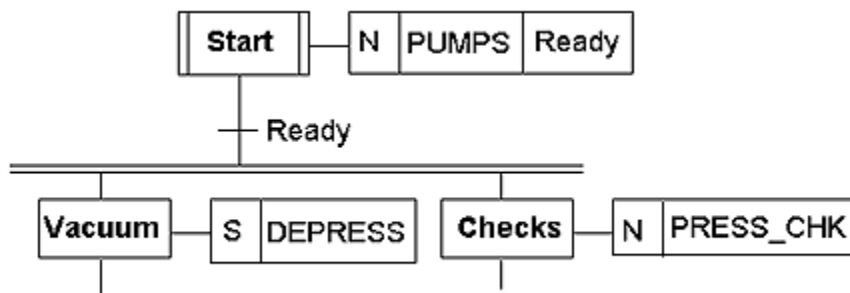 Start N PUMPS Ready
Ready
Vacuum S DEPRESS Checks N PRESS_CHK